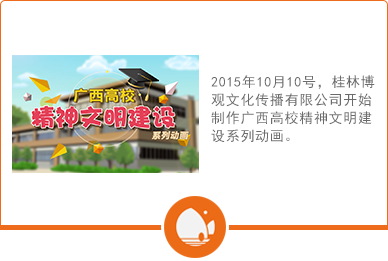 广西高校
精神文明建设
系列动画
2015年10月10号，桂林博
观文化传播有限公司开始
制作广西高校精神文明建
设系列动画。